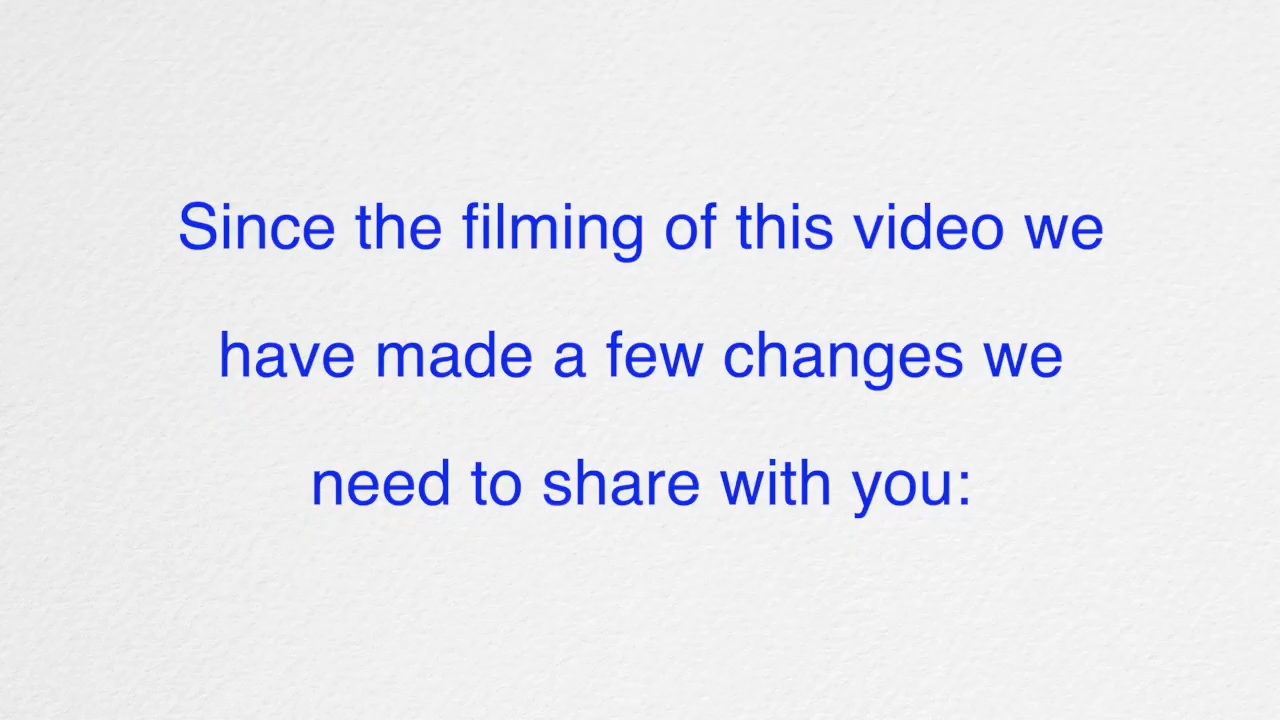 Since the filming of this video we
have made a few changes we
need to share with you: